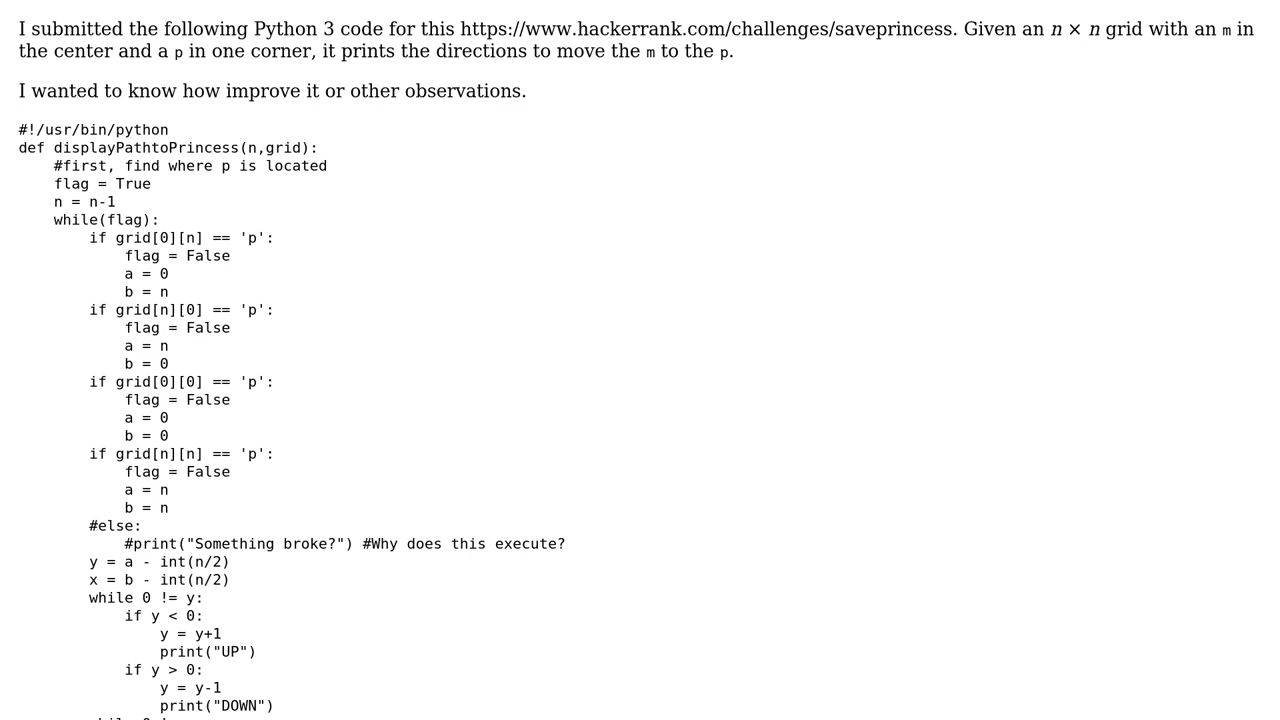 I submitted the following Python 3 code for this https://www.hackerrank.com/challenges/saveprincess. Given an n × n grid with an m in
the center and a p in one corner, it prints the directions to move the m to the p.
I wanted to know how improve it or other observations.
#!/usr/bin/python
def displayPathtoPrincess(n,grid):
    #first, find where p is located
    flag = True
    n = n-1
    while(flag):
        if grid[0][n] == 'p':
            flag = False
            a = 0
            b = n
        if grid[n][0] == 'p':
            flag = False
            a = n
            b = 0
        if grid[0][0] == 'p':
            flag = False
            a = 0
            b = 0
        if grid[n][n] == 'p':
            flag = False
            a = n
            b = n
        #else:
            #print("Something broke?") #Why does this execute?
        y = a - int(n/2)
        x = b - int(n/2)
        while 0 != y:
            if y < 0:
                y = y+1
                print("UP")
            if y > 0:
                y = y-1
                print("DOWN")